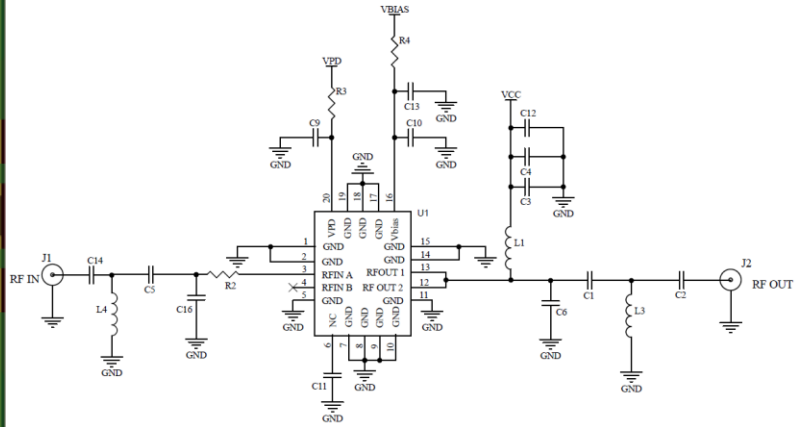 VBIAS
R4
VPD
R3
C13
GND
VCC
C12
C9
C10
GND
GND
GND
C4
C3
GND
20
19
18
17
16
U1
VPD
GND
GND
GND
Vbias
L1
1
GND
GND
15
2
GND
GND
14
J1
C14
C5
R2
3
RFIN A
RFOUT 1
13
J2
RF IN
4
RFIN B
RF OUT 2
12
C1
C2
RF OUT
L4
C16
5
GND
GND
11
C6
L3
GND
GND
NC
GND
GND
GND
GND
GND
6
7
8
9
10
GND
GND
GND
GND
C11
GND
GND